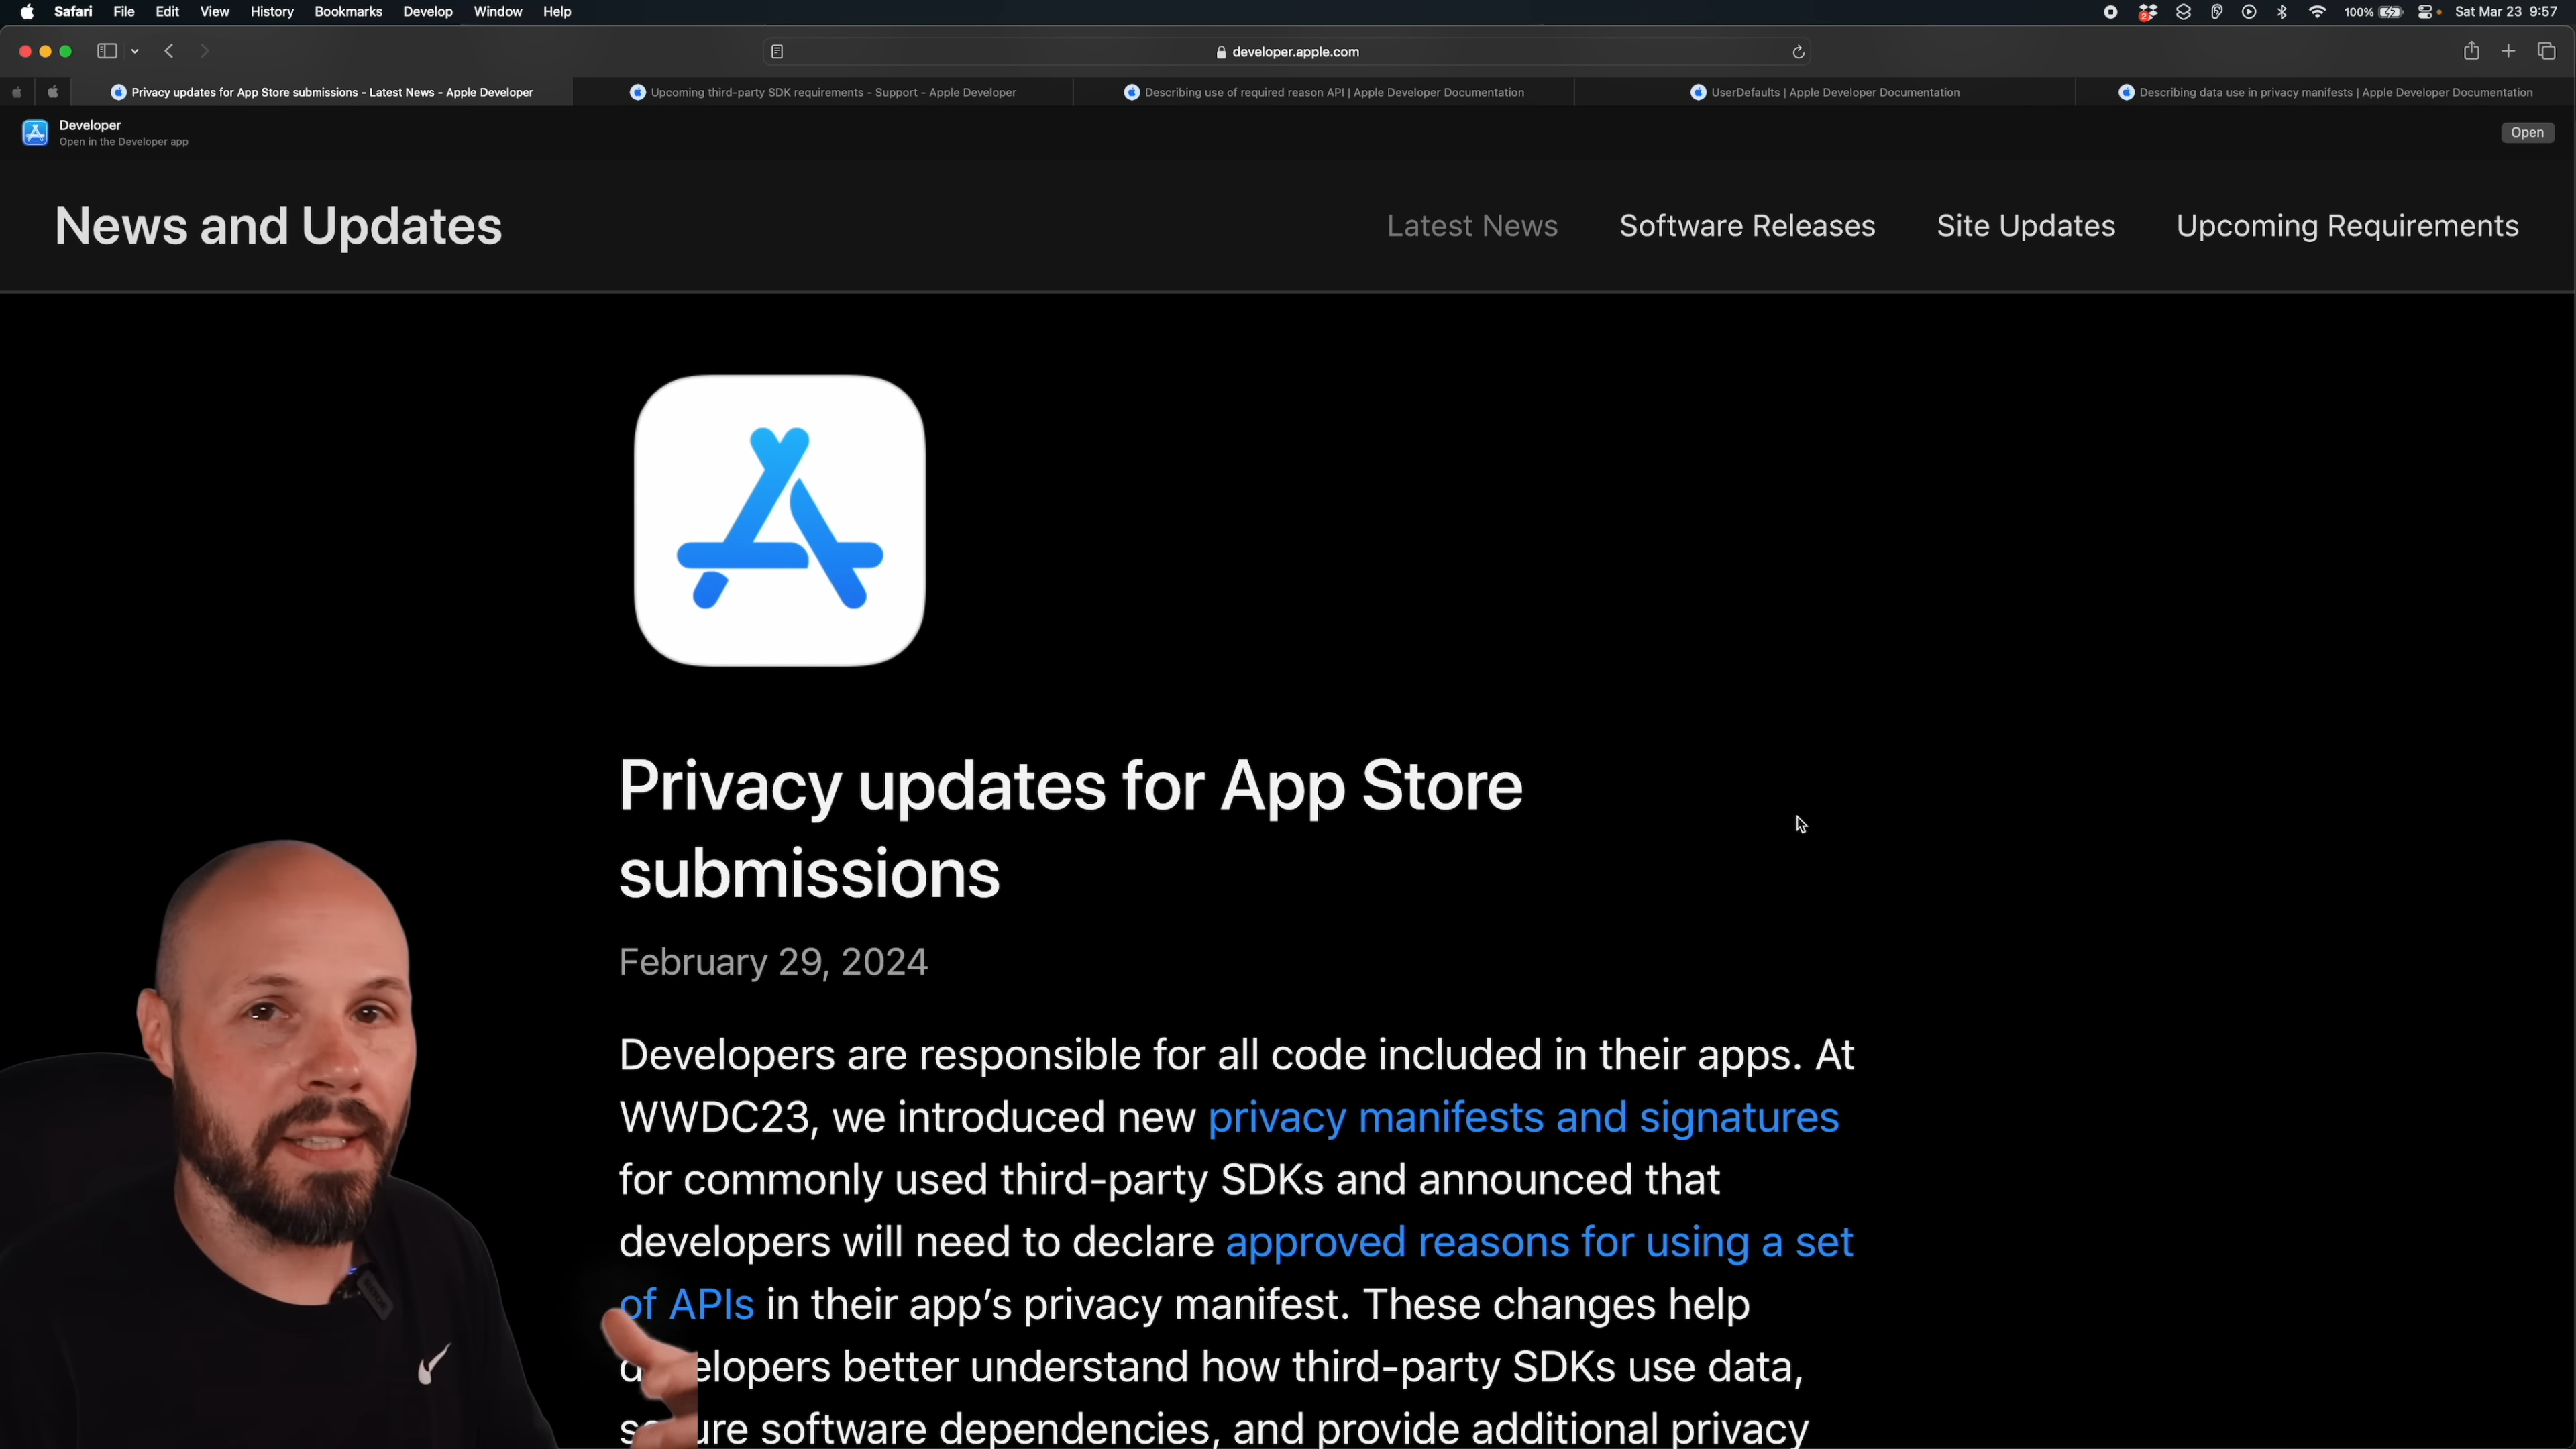 Safari File Edit View History Bookmarks Develop Window Help
100% Sat Mar 23 9:57
developer.apple.com
Privacy updates for App Store submissions - Latest News - Apple Developer
Upcoming third-party SDK requirements - Support - Apple Developer
Describing use of required reason API | Apple Developer Documentation
UserDefaults | Apple Developer Documentation
Describing data use in privacy manifests | Apple Developer Documentation
Developer
Open in the Developer app
Open
News and Updates
Latest News Software Releases Site Updates Upcoming Requirements
Privacy updates for App Store
submissions
February 29, 2024
Developers are responsible for all code included in their apps. At
WWDC23, we introduced new privacy manifests and signatures
for commonly used third-party SDKs and announced that
developers will need to declare approved reasons for using a set
of APIs in their app’s privacy manifest. These changes help
better understand how third-party SDKs use data,
software dependencies, and provide additional privacy